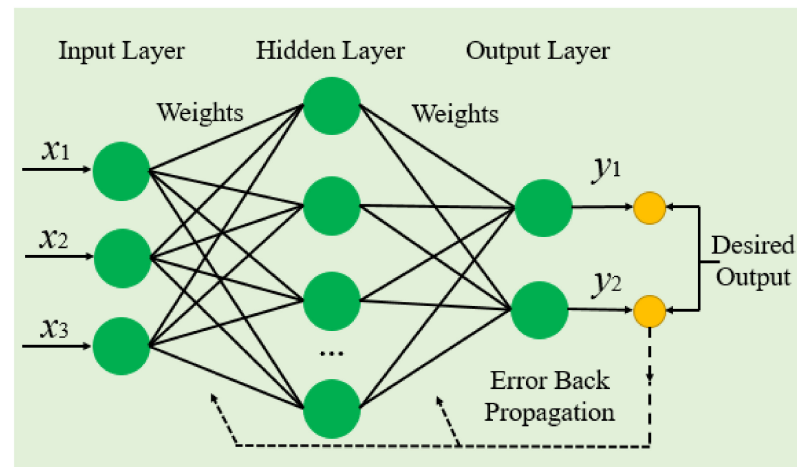 Input Layer
Hidden Layer
Output Layer
Weights
Weights
x1
x2
x3
...
y1
y2
Desired
Output
Error Back
Propagation